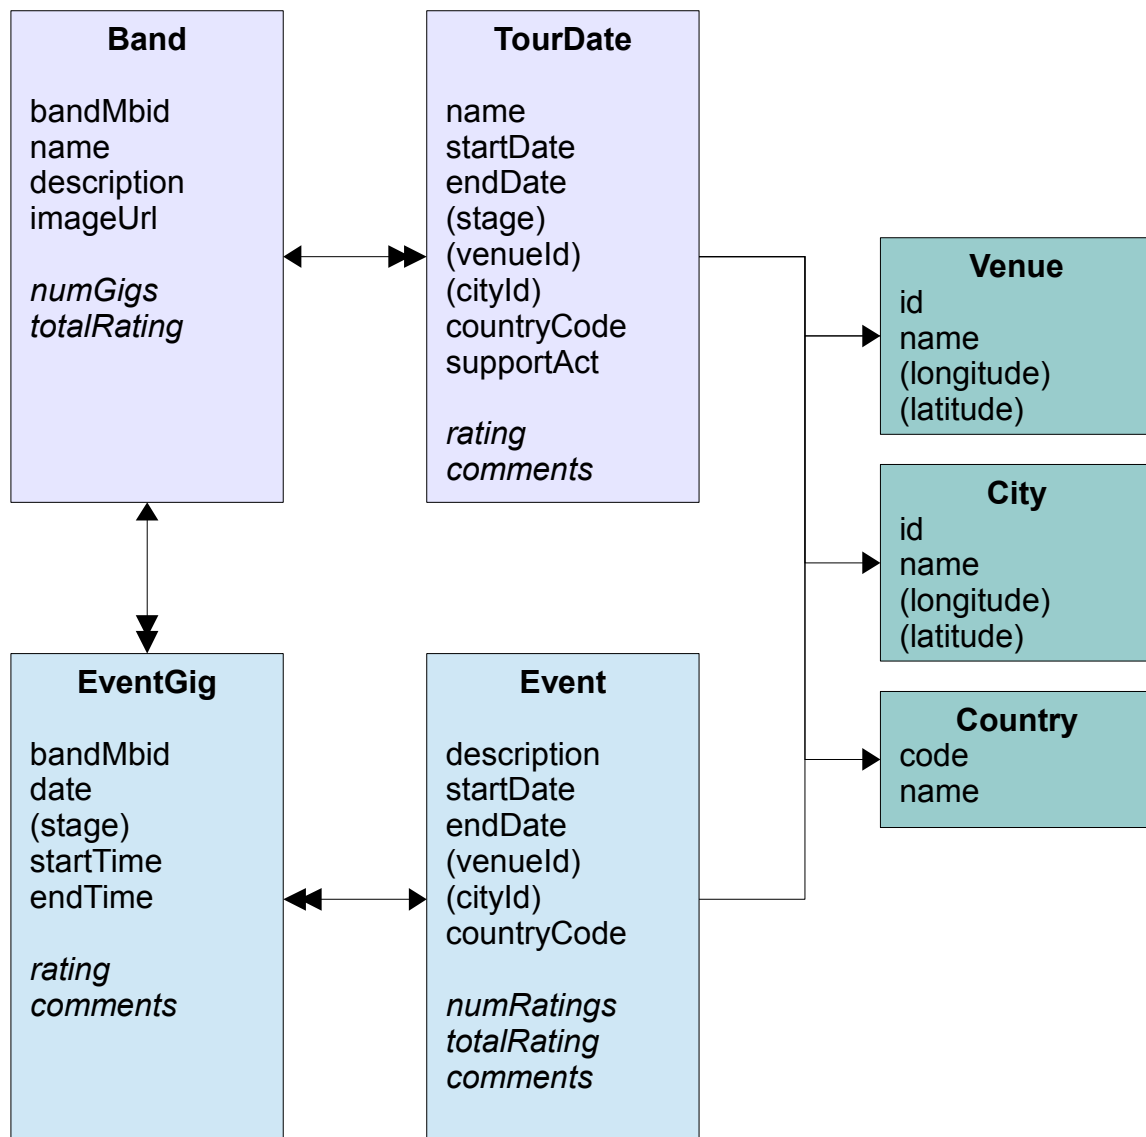 Band
bandMbid
name
description
imageUrl
numGigs
totalRating
TourDate
name
startDate
endDate
(stage)
(venueId)
(cityId)
countryCode
supportAct
rating
comments
Venue
id
name
(longitude)
(latitude)
City
id
name
(longitude)
(latitude)
Country
code
name
EventGig
bandMbid
date
(stage)
startTime
endTime
rating
comments
Event
description
startDate
endDate
(venueId)
(cityId)
countryCode
numRatings
totalRating
comments